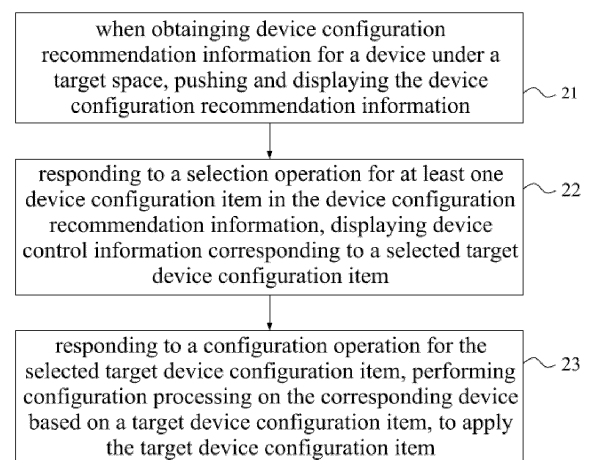 when obtainging device configuration
recommendation information for a device under a
target space, pushing and displaying the device
configuration recommendation information
21
responding to a selection operation for at least one
device configuration item in the device configuration
recommendation information, displaying device
control information corresponding to a selected target
device configuration item
22
responding to a configuration operation for the
selected target device configuration item, performing
configuration processing on the corresponding device
based on a target device configuration item, to apply
the target device configuration item
23